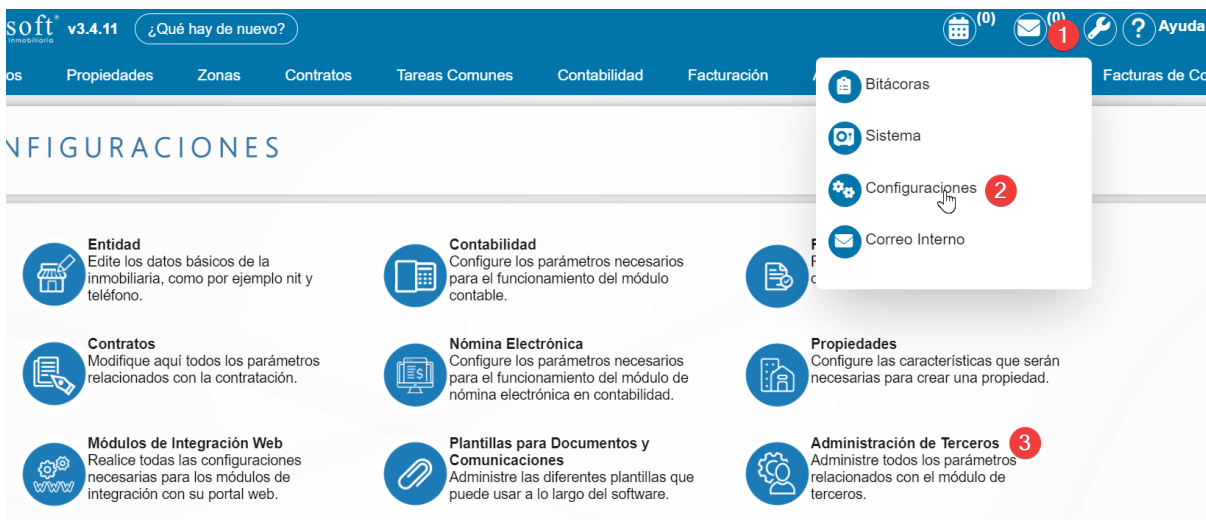 soft v3.4.11 ¿Qué hay de nuevo? (0) (0) 1 ? Ayuda
Inmobiliaria
os Propiedades Zonas Contratos Tareas Comunes Contabilidad Facturación Facturas de Co
Bitácoras
Sistema
Configuraciones 2
Correo Interno
NFIGURACIONES
Entidad
Edite los datos básicos de la
inmobiliaria, como por ejemplo nit y
teléfono.
Contabilidad
Configure los parámetros necesarios
para el funcionamiento del módulo
contable.
Contratos
Modifique aquí todos los parámetros
relacionados con la contratación.
Nómina Electrónica
Configure los parámetros necesarios
para el funcionamiento del módulo de
nómina electrónica en contabilidad.
Propiedades
Configure las características que serán
necesarias para crear una propiedad.
Módulos de Integración Web
Realice todas las configuraciones
necesarias para los módulos de
integración con su portal web.
www
Plantillas para Documentos y
Comunicaciones
Administre las diferentes plantillas que
puede usar a lo largo del software.
Administración de Terceros 3
Administre todos los parámetros
relacionados con el módulo de
terceros.